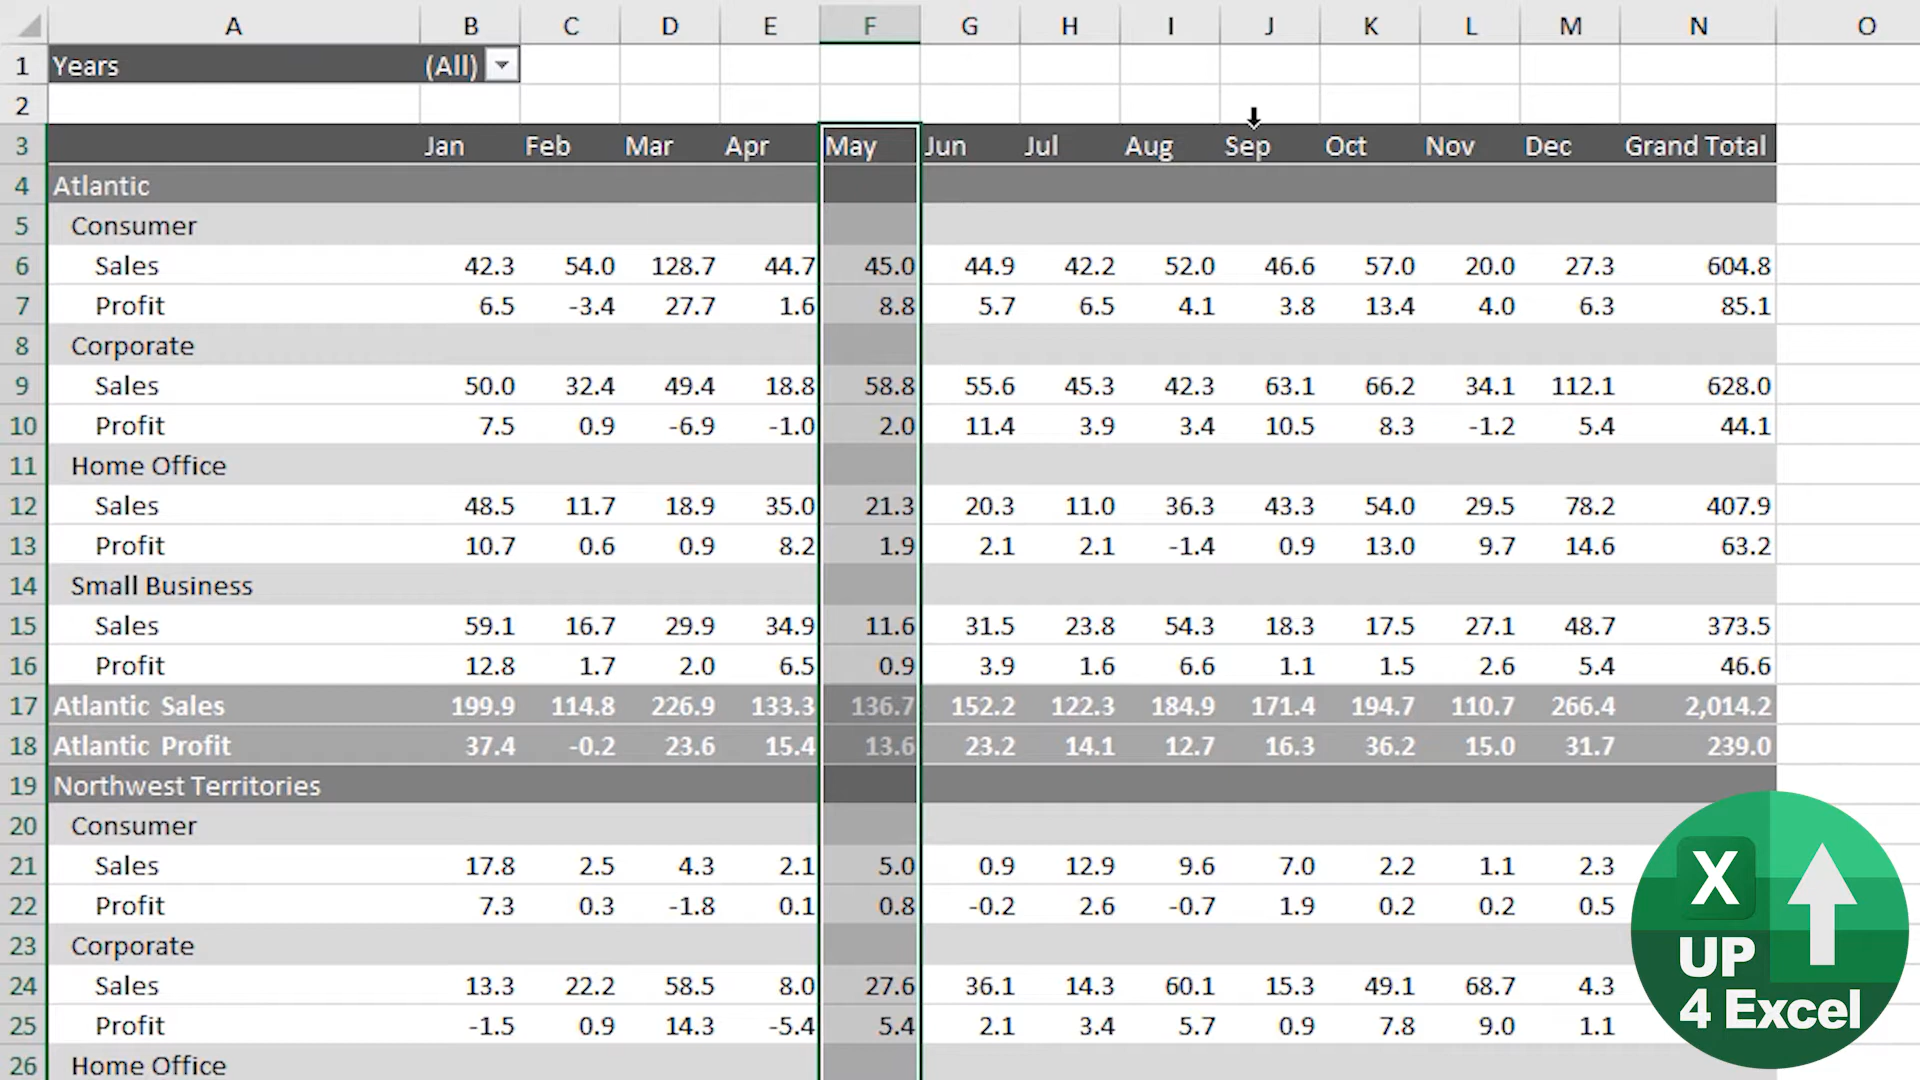 A B C D E F G H I J K L M N O
1 Years (All)
2
3 Jan Feb Mar Apr May Jun Jul Aug Sep Oct Nov Dec Grand Total
4 Atlantic
5 Consumer
6 Sales 42.3 54.0 128.7 44.7 45.0 44.9 42.2 52.0 46.6 57.0 20.0 27.3 604.8
7 Profit 6.5 -3.4 27.7 1.6 8.8 5.7 6.5 4.1 3.8 13.4 4.0 6.3 85.1
8 Corporate
9 Sales 50.0 32.4 49.4 18.8 58.8 55.6 45.3 42.3 63.1 66.2 34.1 112.1 628.0
10 Profit 7.5 0.9 -6.9 -1.0 2.0 11.4 3.9 3.4 10.5 8.3 -1.2 5.4 44.1
11 Home Office
12 Sales 48.5 11.7 18.9 35.0 21.3 20.3 11.0 36.3 43.3 54.0 29.5 78.2 407.9
13 Profit 10.7 0.6 0.9 8.2 1.9 2.1 2.1 -1.4 0.9 13.0 9.7 14.6 63.2
14 Small Business
15 Sales 59.1 16.7 29.9 34.9 11.6 31.5 23.8 54.3 18.3 17.5 27.1 48.7 373.5
16 Profit 12.8 1.7 2.0 6.5 0.9 3.9 1.6 6.6 1.1 1.5 2.6 5.4 46.6
17 Atlantic Sales 199.9 114.8 226.9 133.3 136.7 152.2 122.3 184.9 171.4 194.7 110.7 266.4 2,014.2
18 Atlantic Profit 37.4 -0.2 23.6 15.4 13.6 23.2 14.1 12.7 16.3 36.2 15.0 31.7 239.0
19 Northwest Territories
20 Consumer
21 Sales 17.8 2.5 4.3 2.1 5.0 0.9 12.9 9.6 7.0 2.2 1.1 2.3
22 Profit 7.3 0.3 -1.8 0.1 0.8 -0.2 2.6 -0.7 1.9 0.2 0.2 0.5
23 Corporate
24 Sales 13.3 22.2 58.5 8.0 27.6 36.1 14.3 60.1 15.3 49.1 68.7 4.3
25 Profit -1.5 0.9 14.3 -5.4 5.4 2.1 3.4 5.7 0.9 7.8 9.0 1.1
26 Home Office
X
UP
4 Excel